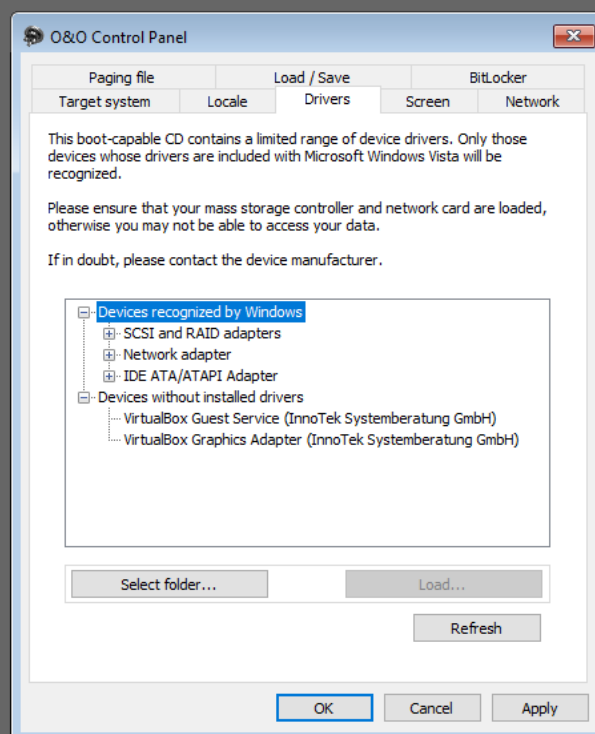 O&O Control Panel
Paging file
Load / Save
BitLocker
Target system
Locale
Drivers
Screen
Network
This boot-capable CD contains a limited range of device drivers. Only those
devices whose drivers are included with Microsoft Windows Vista will be
recognized.
Please ensure that your mass storage controller and network card are loaded,
otherwise you may not be able to access your data.
If in doubt, please contact the device manufacturer.
Devices recognized by Windows
SCSI and RAID adapters
Network adapter
IDE ATA/ATAPI Adapter
Devices without installed drivers
VirtualBox Guest Service (InnoTek Systemberatung GmbH)
VirtualBox Graphics Adapter (InnoTek Systemberatung GmbH)
Select folder...
Load...
Refresh
OK
Cancel
Apply